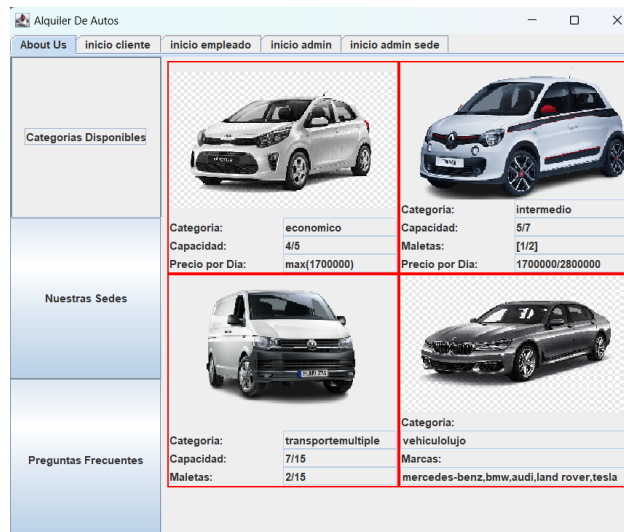 Alquiler De Autos
About Us
inicio cliente
inicio empleado
inicio admin
inicio admin sede
Categorías Disponibles
Nuestras Sedes
Preguntas Frecuentes
Categoria: economico
Capacidad: 4/5
Precio por Dia: max(1700000)
Categoria: intermedio
Capacidad: 5/7
Maletas: [1/2]
Precio por Dia: 1700000/2800000
Categoria: transportemultiple
Capacidad: 7/15
Maletas: 2/15
Categoria:
vehiculolujo
Marcas:
mercedes-benz,bmw,audi,land rover,tesla